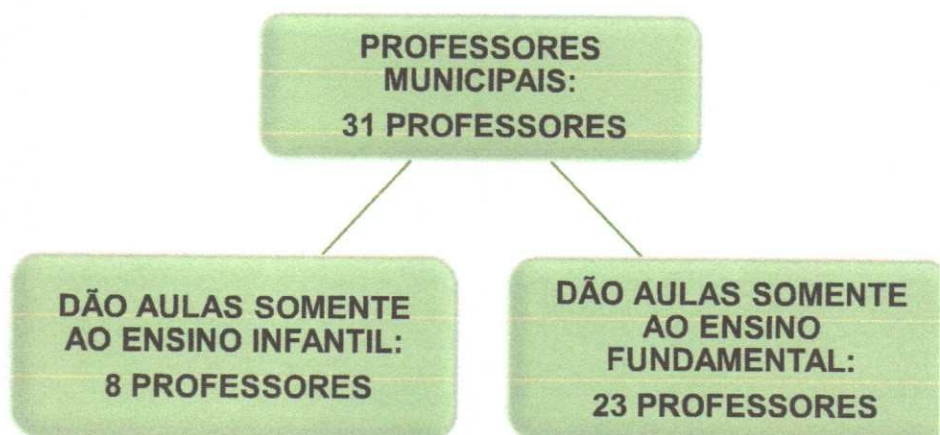 PROFESSORES
MUNICIPAIS:
31 PROFESSORES
DÃO AULAS SOMENTE
AO ENSINO INFANTIL:
8 PROFESSORES
DÃO AULAS SOMENTE
AO ENSINO
FUNDAMENTAL:
23 PROFESSORES